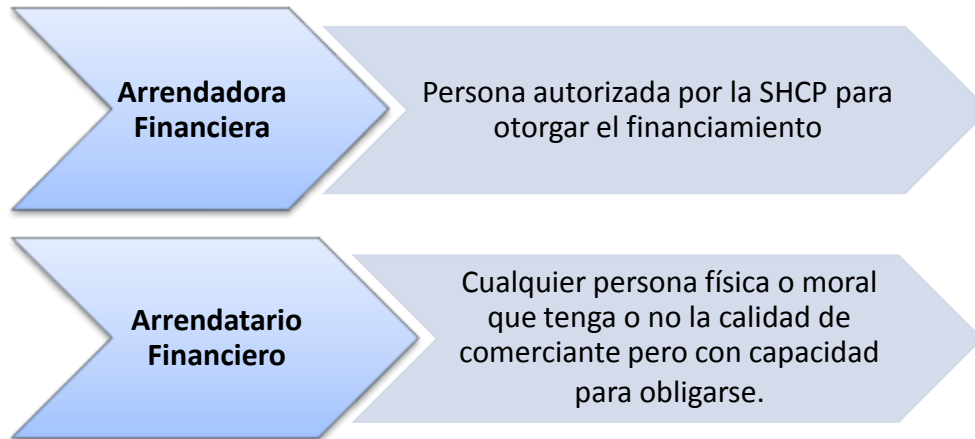 Arrendadora
Financiera
Persona autorizada por la SHCP para
otorgar el financiamiento
Arrendatario
Financiero
Cualquier persona física o moral
que tenga o no la calidad de
comerciante pero con capacidad
para obligarse.